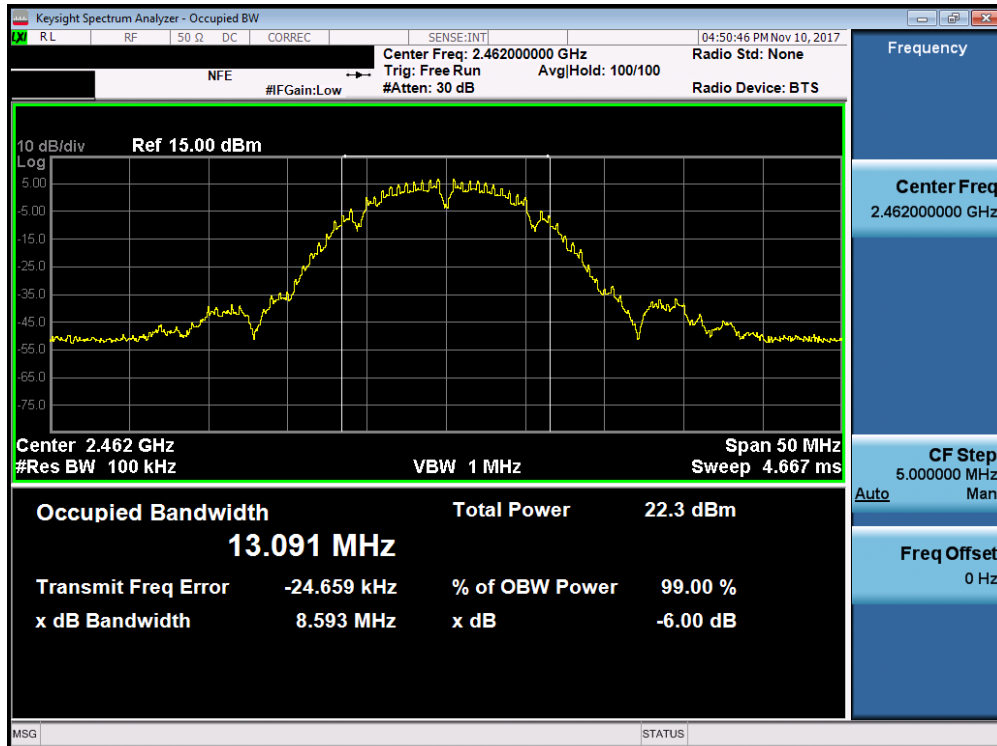 Keysight Spectrum Analyzer - Occupied BW
LXI RL RF 50 Ω DC CORREC SENSE:INT 04:50:46 PM Nov 10, 2017
NFE
#IFGain:Low
Center Freq: 2.462000000 GHz
Trig: Free Run Avg|Hold: 100/100
#Atten: 30 dB
Radio Std: None
Radio Device: BTS
10 dB/div Ref 15.00 dBm
Log
5.00
-5.00
-15.0
-25.0
-35.0
-45.0
-55.0
-65.0
-75.0
Center 2.462 GHz Span 50 MHz
#Res BW 100 kHz VBW 1 MHz Sweep 4.667 ms
Occupied Bandwidth Total Power 22.3 dBm
13.091 MHz
Transmit Freq Error -24.659 kHz % of OBW Power 99.00 %
x dB Bandwidth 8.593 MHz x dB -6.00 dB
MSG STATUS
Frequency
Center Freq
2.462000000 GHz
CF Step
5.000000 MHz
Auto Man
Freq Offset
0 Hz